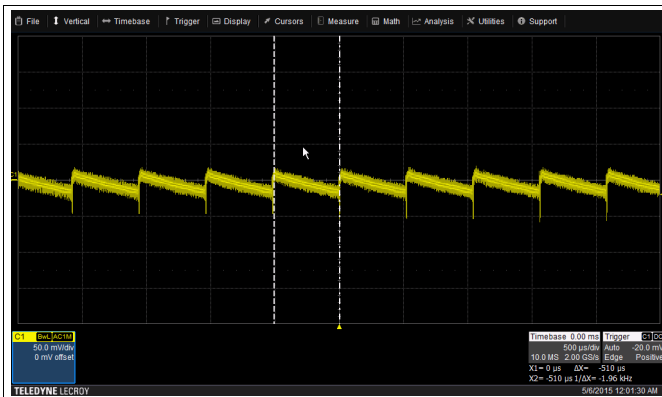 File Vertical Timebase Trigger Display Cursors Measure Math Analysis Utilities Support
C1
C1 BwL AC1M
50.0 mV/div
0 mV offset
Timebase 0.00 ms
500 µs/div
10.0 MS 2.00 GS/s
Trigger C1 DC
Auto -20.0 mV
Edge Positive
X1= 0 µs ΔX= -510 µs
X2= -510 µs 1/ΔX= -1.96 kHz
TELEDYNE LECROY
5/6/2015 12:01:30 AM